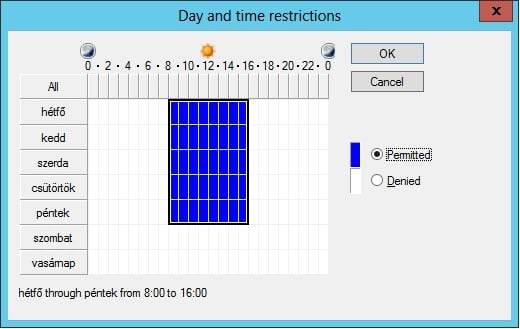 Day and time restrictions
x
0 • 2 • 4 • 6 • 8 • 10 • 12 • 14 • 16 • 18 • 20 • 22 • 0
OK
All
Cancel
hétfő
kedd
szerda
csütörtök
péntek
szombat
vasárnap
Permitted
Denied
hétfő through péntek from 8:00 to 16:00